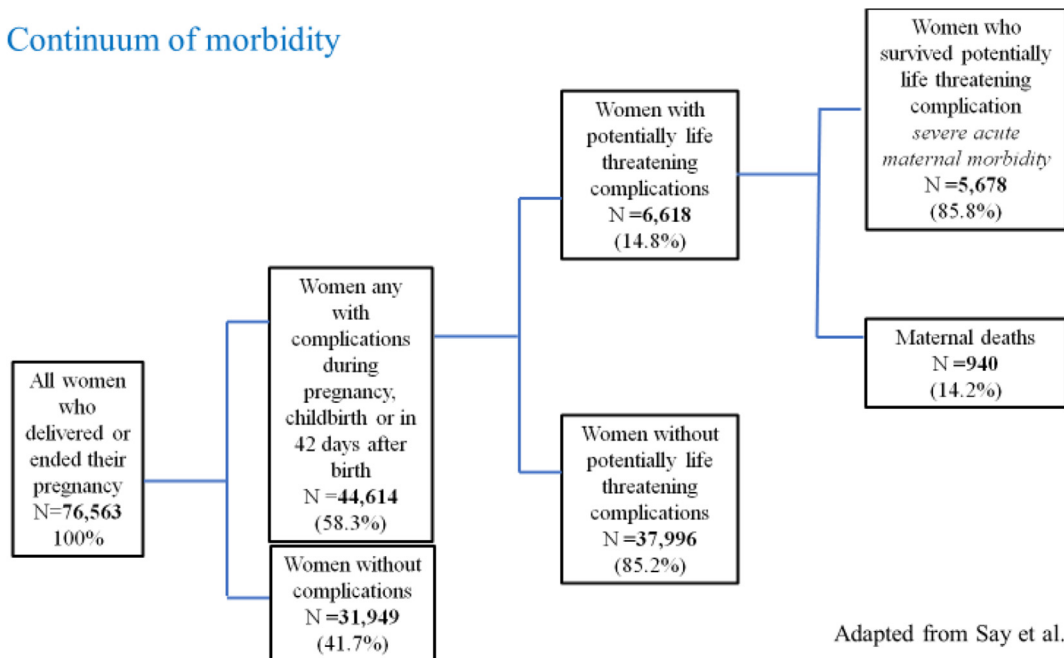 Continuum of morbidity
All women
who
delivered or
ended their
pregnancy
N=76,563
100%
Women any
with
complications
during
pregnancy,
childbirth or in
42 days after
birth
N =44,614
(58.3%)
Women without
complications
N =31,949
(41.7%)
Women with
potentially life
threatening
complications
N =6,618
(14.8%)
Women without
potentially life
threatening
complications
N =37,996
(85.2%)
Women who
survived potentially
life threatening
complication
severe acute
maternal morbidity
N =5,678
(85.8%)
Maternal deaths
N =940
(14.2%)
Adapted from Say et al.